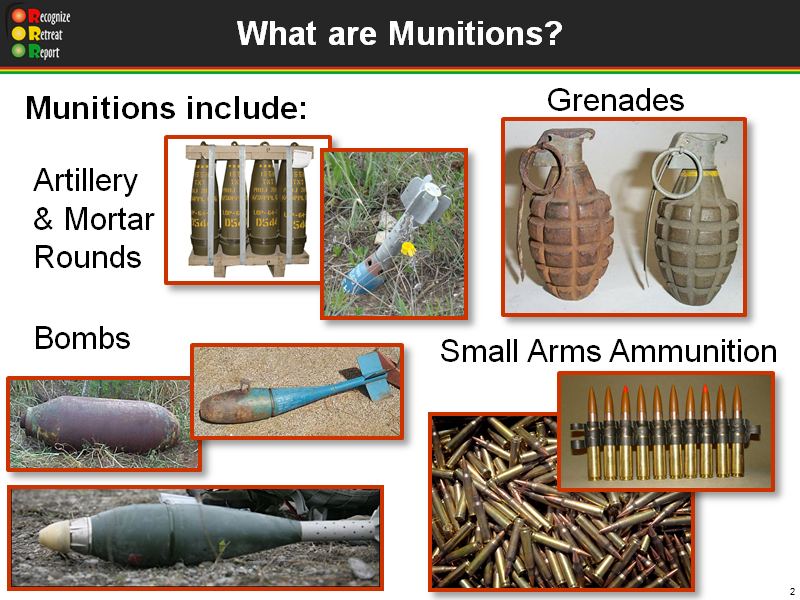 Recognize
Retreat
Report
What are Munitions?
Munitions include:
Grenades
Artillery
& Mortar
Rounds
Bombs
Small Arms Ammunition
2